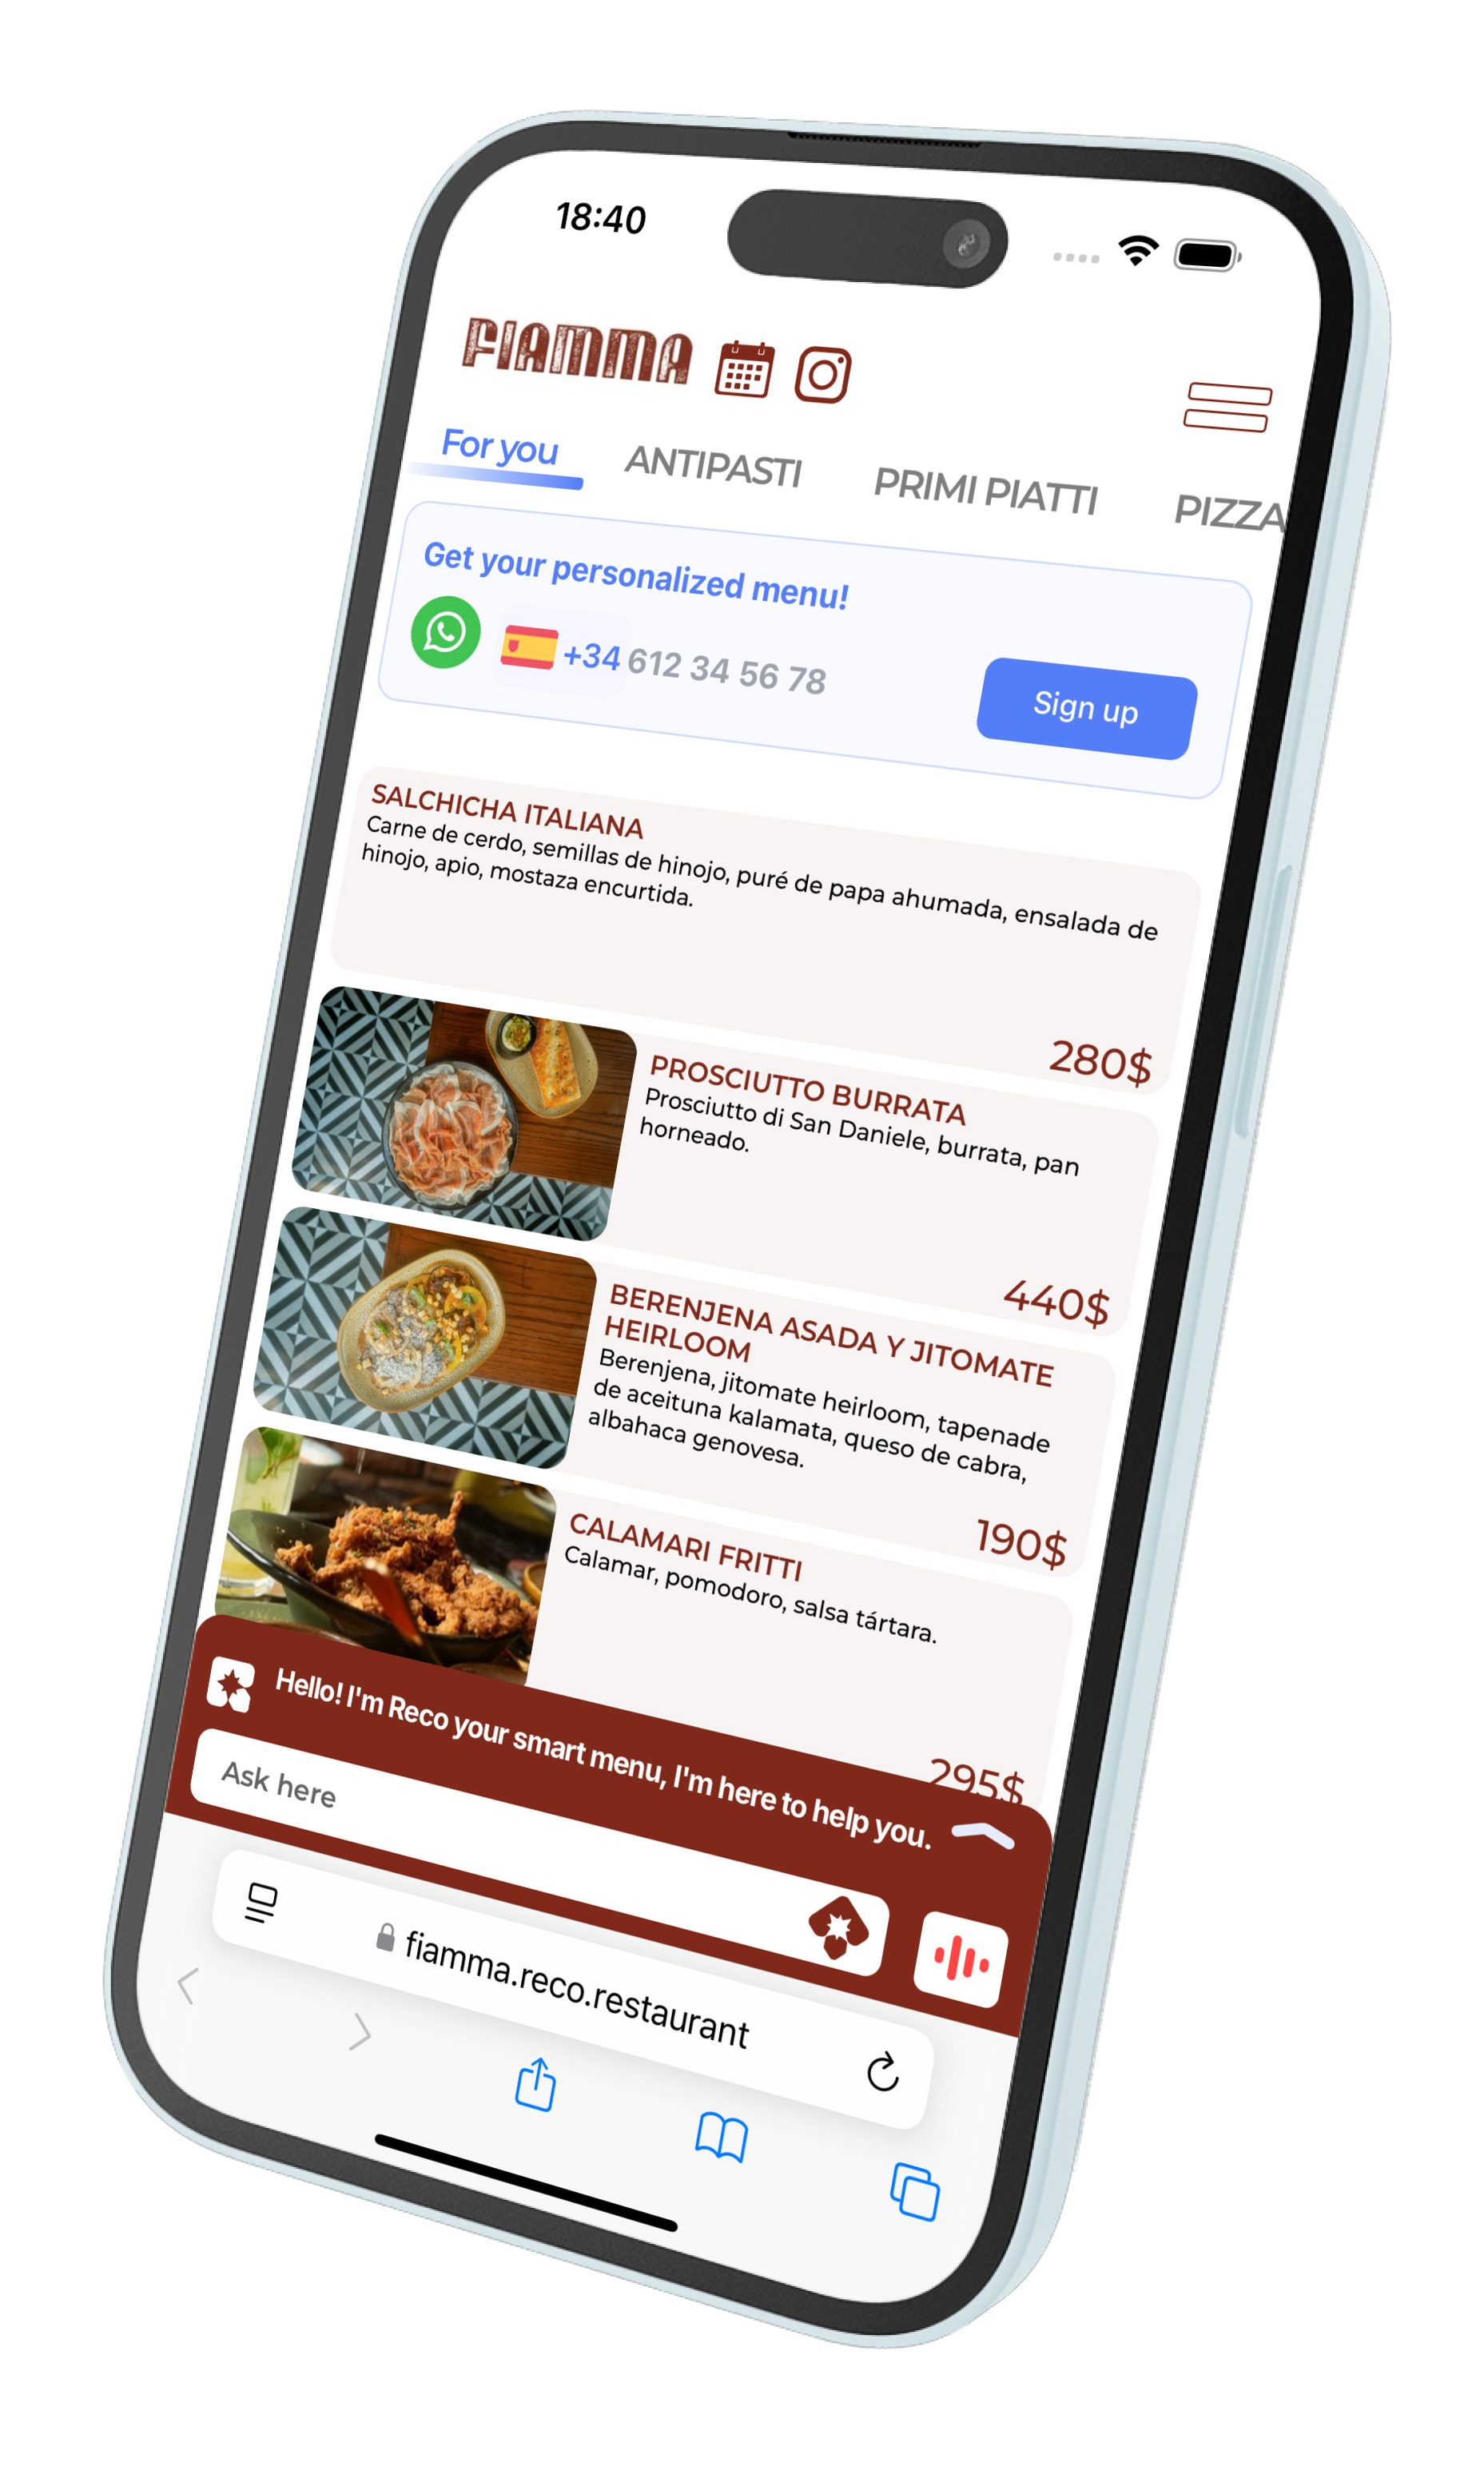 18:40
FIAMMA
For you
ANTIPASTI
PRIMI PIATTI
PIZZA
Get your personalized menu!
+34 612 34 56 78
Sign up
SALCHICHA ITALIANA
Carne de cerdo, semillas de hinojo, puré de papa ahumada, ensalada de
hinojo, apio, mostaza encurtida.
280$
PROSCIUTTO BURRATA
Prosciutto di San Daniele, burrata, pan
horneado.
440$
BERENJENA ASADA Y JITOMATE
HEIRLOOM
Berenjena, jitomate heirloom, tapenade
de aceituna kalamata, queso de cabra,
albahaca genovesa.
190$
CALAMARI FRITTI
Calamar, pomodoro, salsa tártara.
295$
Hello! I'm Reco your smart menu, I'm here to help you.
Ask here
fiamma.reco.restaurant